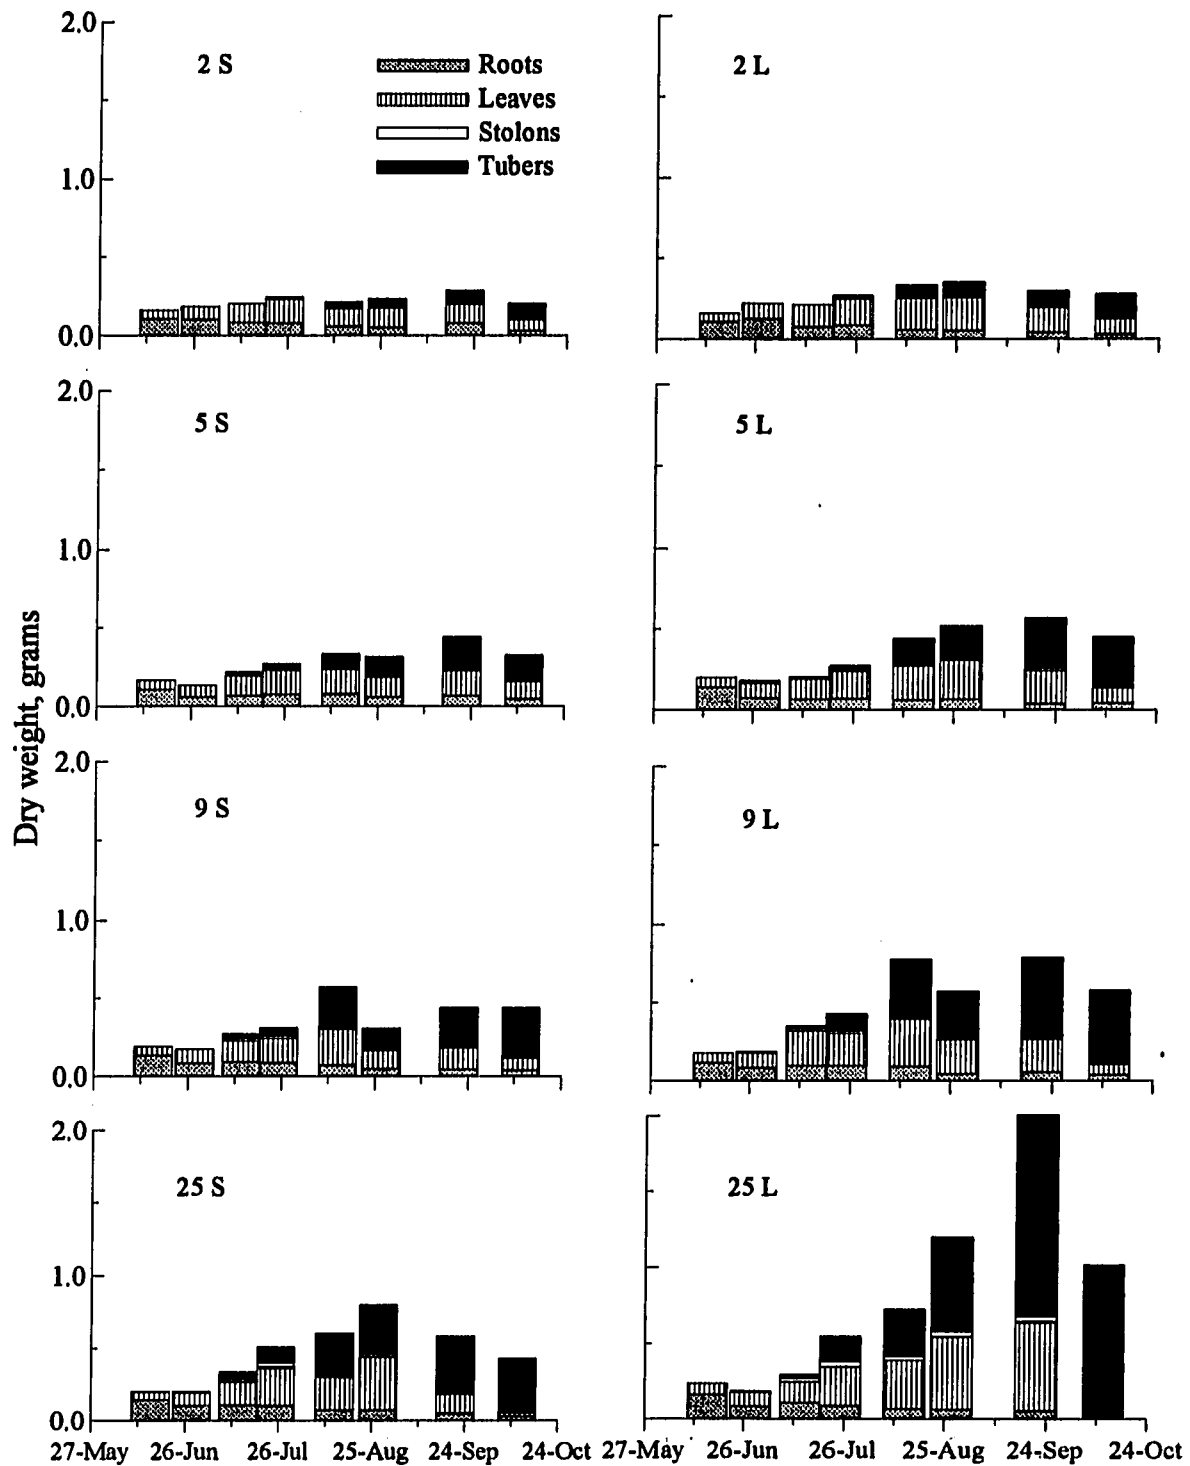 2.0
2 S
Roots
Leaves
Stolons
Tubers
1.0
0.0
2 L
2.0
5 S
1.0
0.0
5 L
Dry weight, grams
2.0
9 S
1.0
0.0
9 L
2.0
25 S
1.0
0.0
25 L
27-May 26-Jun 26-Jul 25-Aug 24-Sep 24-Oct
27-May 26-Jun 26-Jul 25-Aug 24-Sep 24-Oct